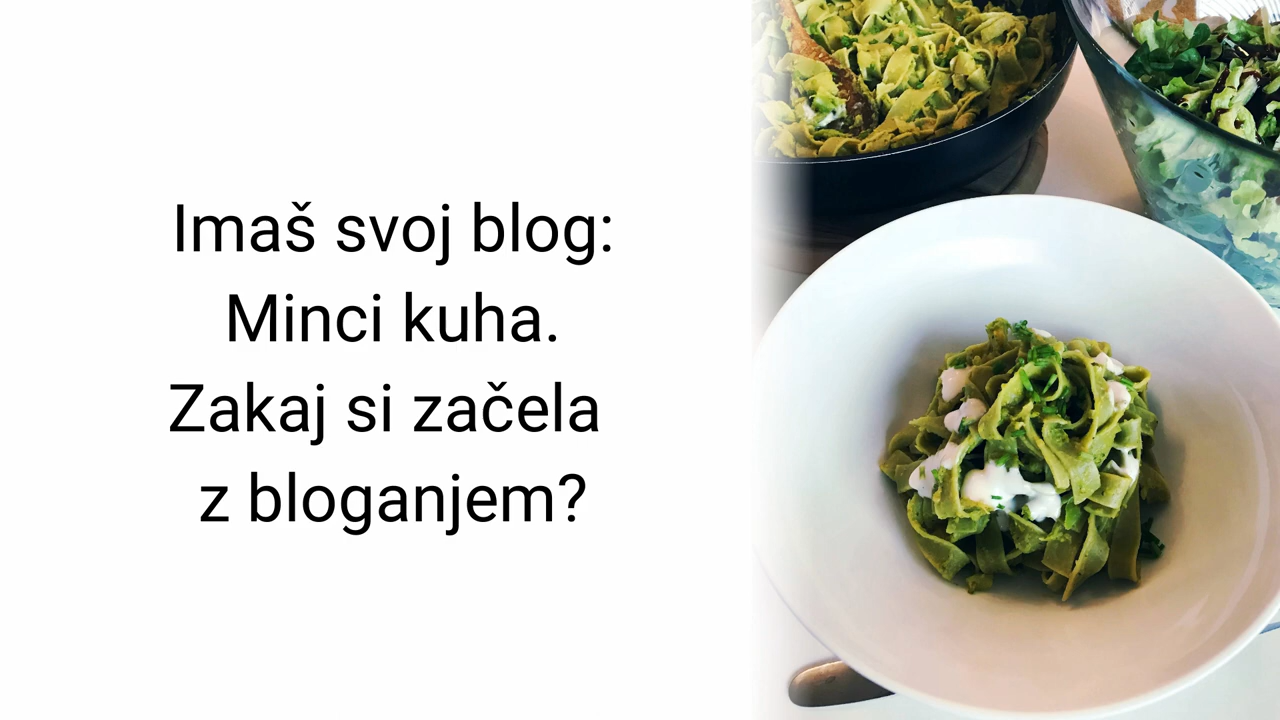 Imaš svoj blog:
Minci kuha.
Zakaj si začela
z bloganjem?